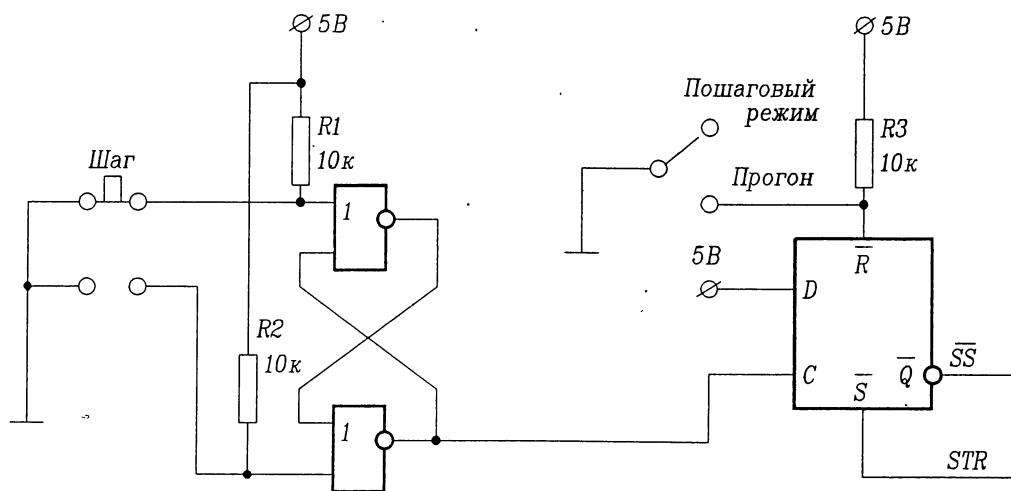 5В
5В
Пошаговый
режим
R1
10к
R3
10к
Шаг
1
Прогон
R̅
5В
D
R2
10к
C
S̅
Q̅
S̅S̅
1
STR